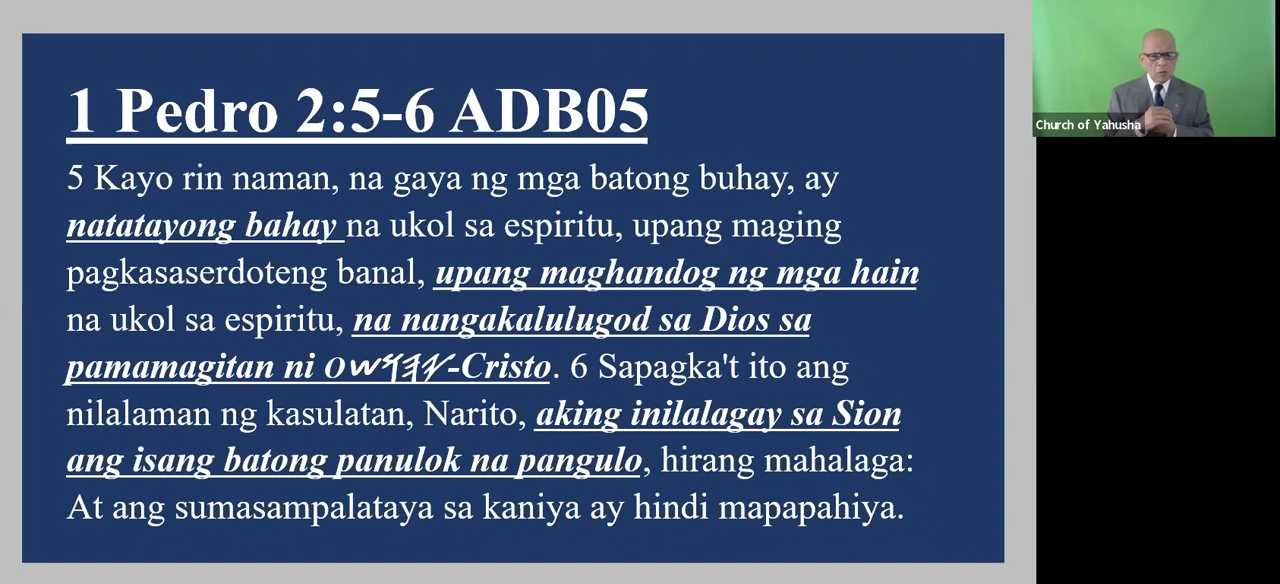 1 Pedro 2:5-6 ADB05
5 Kayo rin naman, na gaya ng mga batong buhay, ay
natatayong bahay na ukol sa espiritu, upang maging
pagkasaserdoteng banal, upang maghandog ng mga hain
na ukol sa espiritu, na nangakalulugod sa Dios sa
pamamagitan ni 𐤉𐤄𐤅𐤔𐤏-Cristo. 6 Sapagka't ito ang
nilalaman ng kasulatan, Narito, aking inilalagay sa Sion
ang isang batong panulok na pangulo, hirang mahalaga:
At ang sumasampalataya sa kaniya ay hindi mapapahiya.
Church of Yahusha